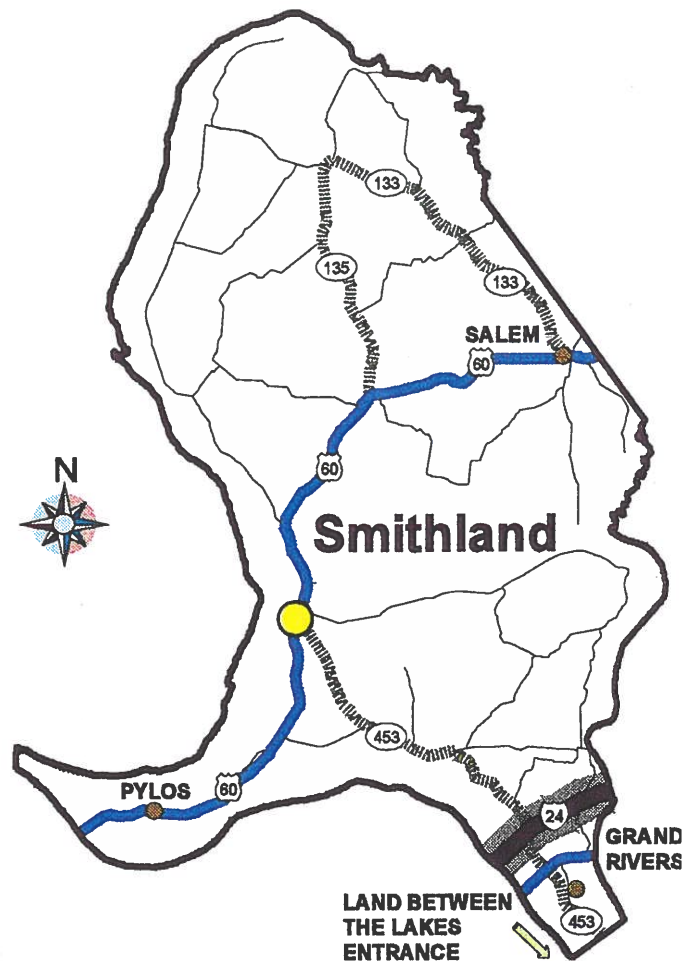 133
135
133
SALEM
60
60
N
Smithland
453
PYLOS
60
24
GRAND
RIVERS
LAND BETWEEN
THE LAKES
ENTRANCE
453